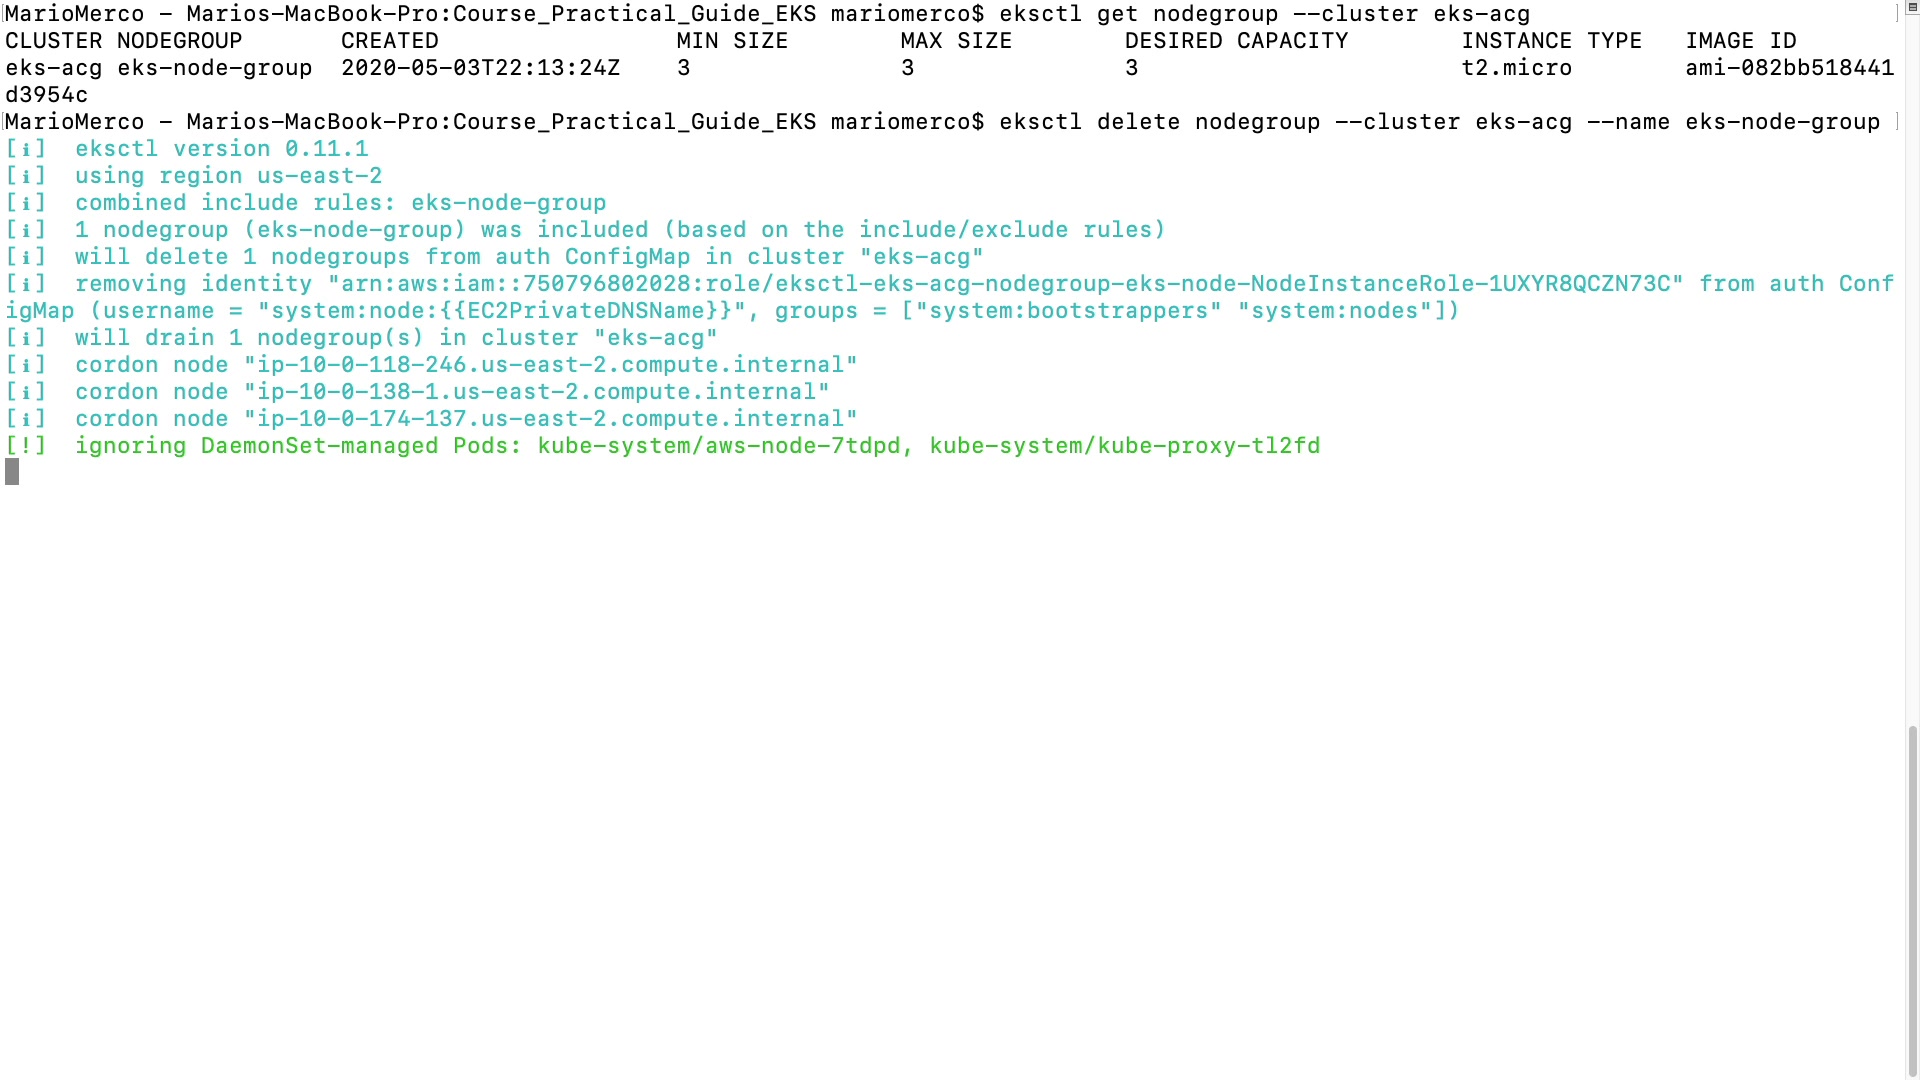 MarioMerco - Marios-MacBook-Pro:Course_Practical_Guide_EKS mariomerco$ eksctl get nodegroup --cluster eks-acg
CLUSTER NODEGROUP CREATED MIN SIZE MAX SIZE DESIRED CAPACITY INSTANCE TYPE IMAGE ID
eks-acg eks-node-group 2020-05-03T22:13:24Z 3 3 3 t2.micro ami-082bb518441
d3954c
MarioMerco - Marios-MacBook-Pro:Course_Practical_Guide_EKS mariomerco$ eksctl delete nodegroup --cluster eks-acg --name eks-node-group
[ℹ]  eksctl version 0.11.1
[ℹ]  using region us-east-2
[ℹ]  combined include rules: eks-node-group
[ℹ]  1 nodegroup (eks-node-group) was included (based on the include/exclude rules)
[ℹ]  will delete 1 nodegroups from auth ConfigMap in cluster "eks-acg"
[ℹ]  removing identity "arn:aws:iam::750796802028:role/eksctl-eks-acg-nodegroup-eks-node-NodeInstanceRole-1UXYR8QCZN73C" from auth Conf
igMap (username = "system:node:{{EC2PrivateDNSName}}", groups = ["system:bootstrappers" "system:nodes"])
[ℹ]  will drain 1 nodegroup(s) in cluster "eks-acg"
[ℹ]  cordon node "ip-10-0-118-246.us-east-2.compute.internal"
[ℹ]  cordon node "ip-10-0-138-1.us-east-2.compute.internal"
[ℹ]  cordon node "ip-10-0-174-137.us-east-2.compute.internal"
[!]  ignoring DaemonSet-managed Pods: kube-system/aws-node-7tdpd, kube-system/kube-proxy-tl2fd